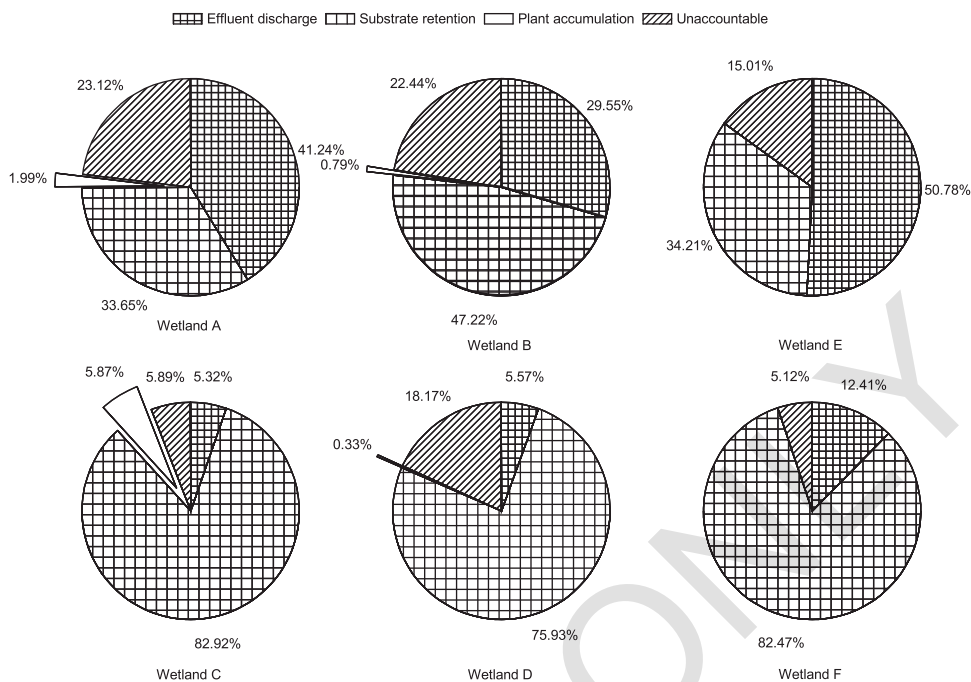 Effluent discharge Substrate retention Plant accumulation Unaccountable
23.12%
41.24%
1.99%
33.65%
Wetland A
22.44%
29.55%
0.79%
47.22%
Wetland B
15.01%
50.78%
34.21%
Wetland E
5.87% 5.89% 5.32%
82.92%
Wetland C
5.57%
18.17%
0.33%
75.93%
Wetland D
5.12%
12.41%
82.47%
Wetland F
ONLY